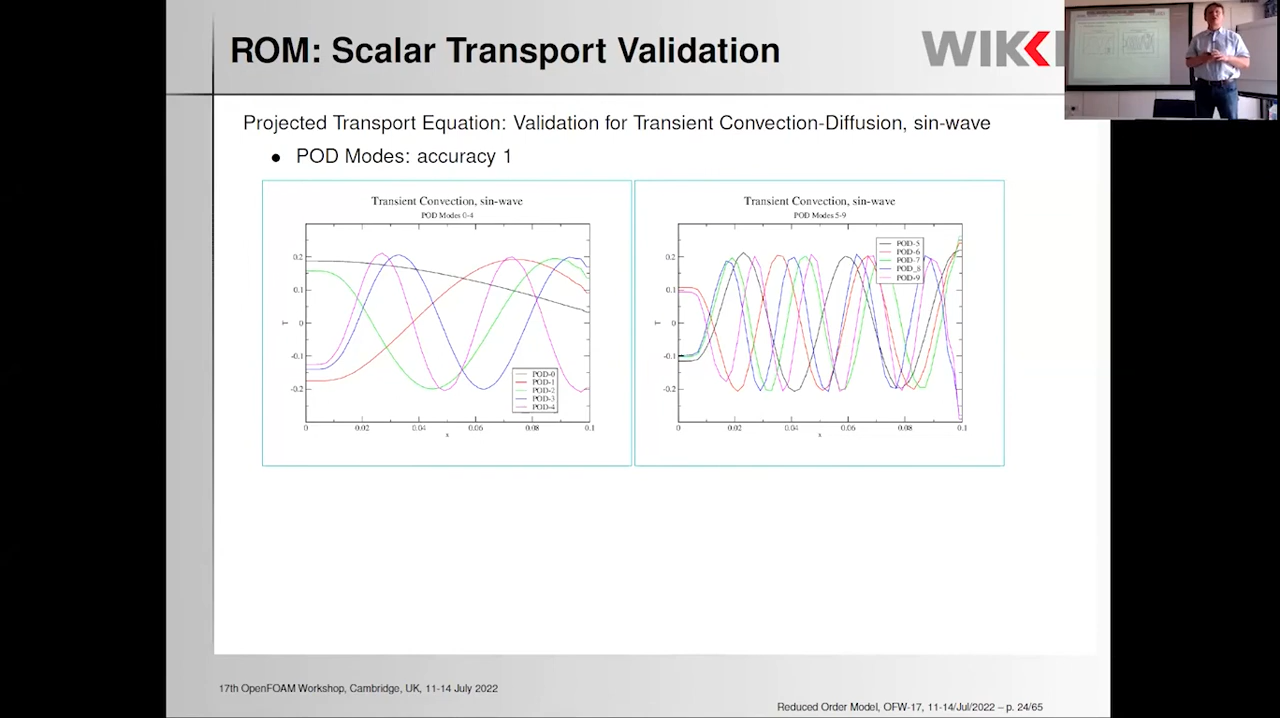 ROM: Scalar Transport Validation
WIKK
Projected Transport Equation: Validation for Transient Convection-Diffusion, sin-wave
● POD Modes: accuracy 1
Transient Convection, sin-wave
POD Modes 0-4
0.2
0.1
0
-0.1
-0.2
T
POD-0
POD-1
POD-2
POD-3
POD-4
0 0.02 0.04 0.06 0.08 0.1
x
Transient Convection, sin-wave
POD Modes 5-9
0.2
0.1
0
-0.1
-0.2
T
POD-5
POD-6
POD-7
POD_8
POD-9
0 0.02 0.04 0.06 0.08 0.1
x
17th OpenFOAM Workshop, Cambridge, UK, 11-14 July 2022
Reduced Order Model, OFW-17, 11-14/Jul/2022 – p. 24/65